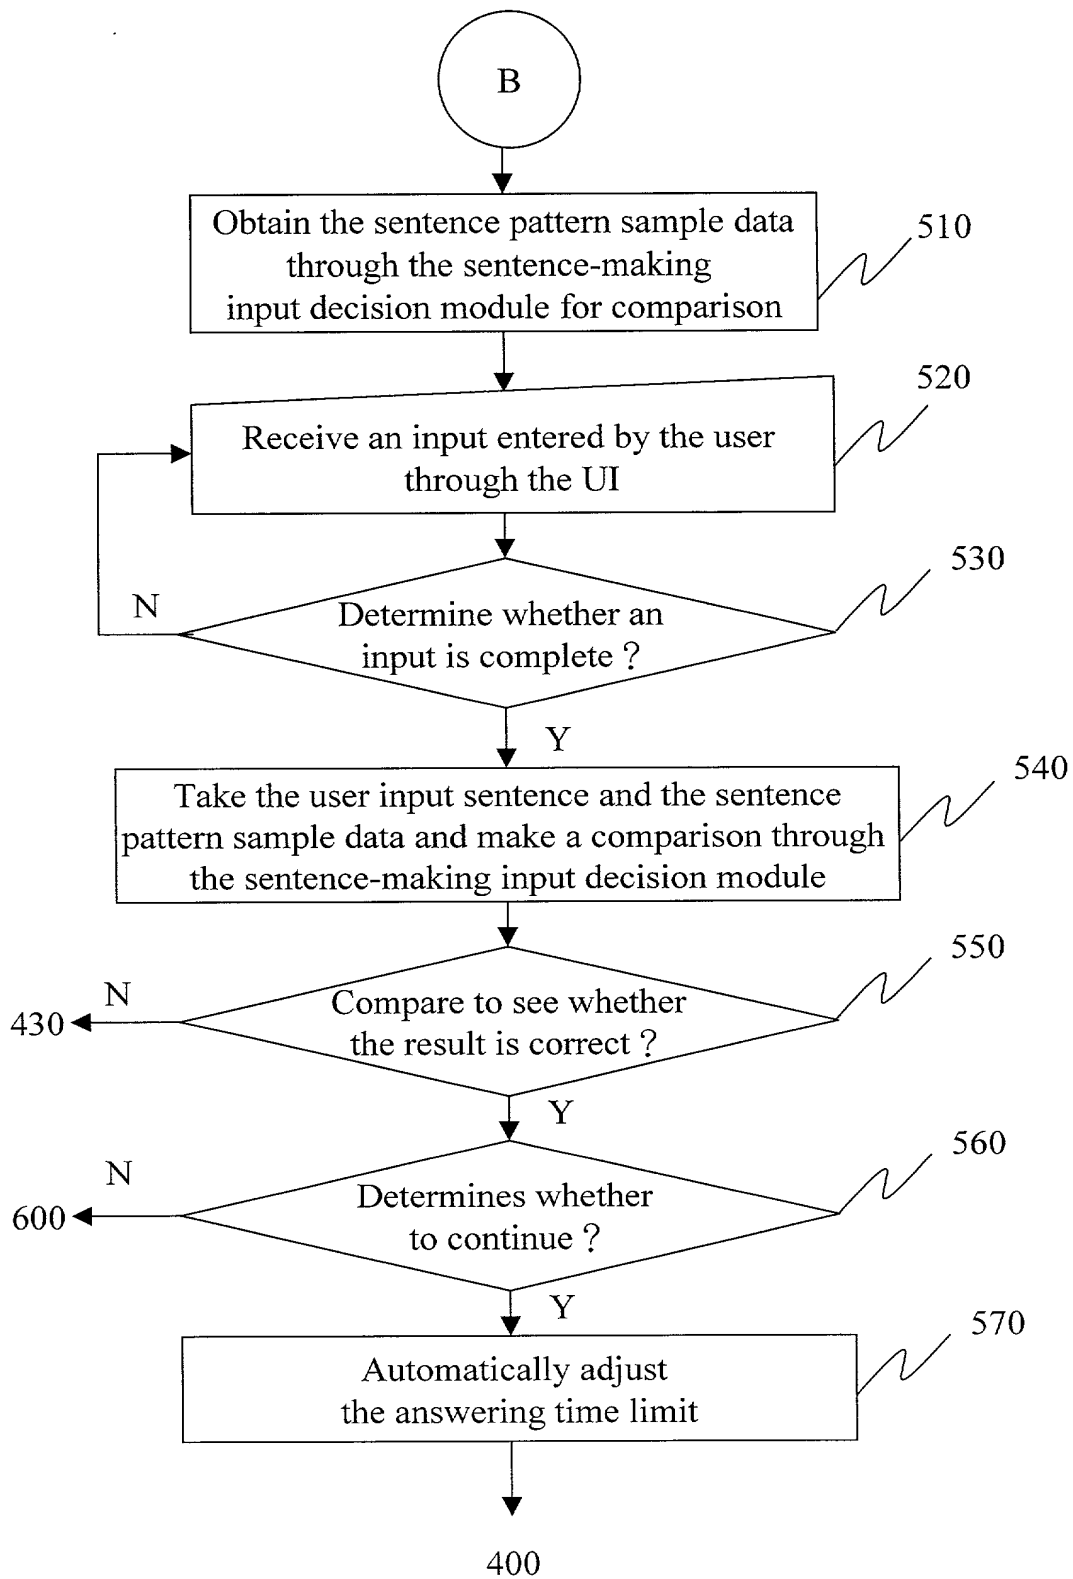 B
Obtain the sentence pattern sample data
through the sentence-making
input decision module for comparison
510
520
Receive an input entered by the user
through the UI
530
N
Determine whether an
input is complete ?
Y
540
Take the user input sentence and the sentence
pattern sample data and make a comparison through
the sentence-making input decision module
550
N
Compare to see whether
the result is correct ?
430
Y
560
N
Determines whether
to continue ?
600
Y
570
Automatically adjust
the answering time limit
400